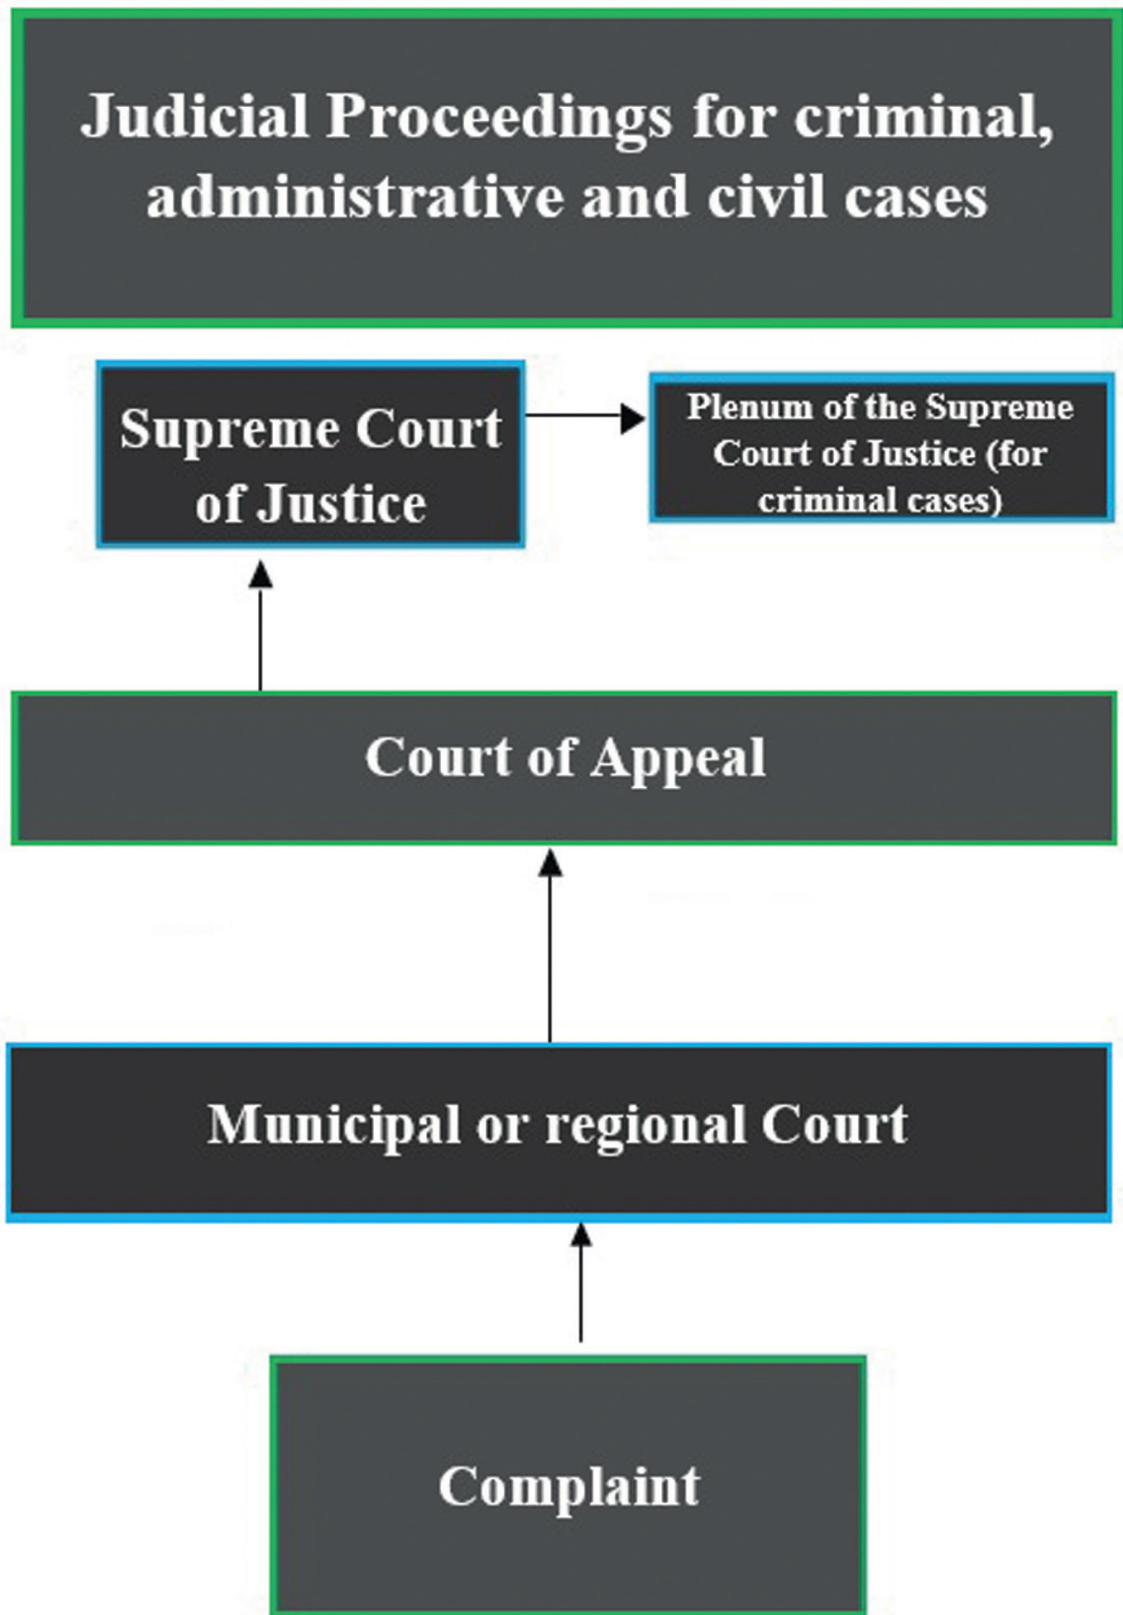 Judicial Proceedings for criminal,
administrative and civil cases
Supreme Court
of Justice
Plenum of the Supreme
Court of Justice (for
criminal cases)
Court of Appeal
Municipal or regional Court
Complaint